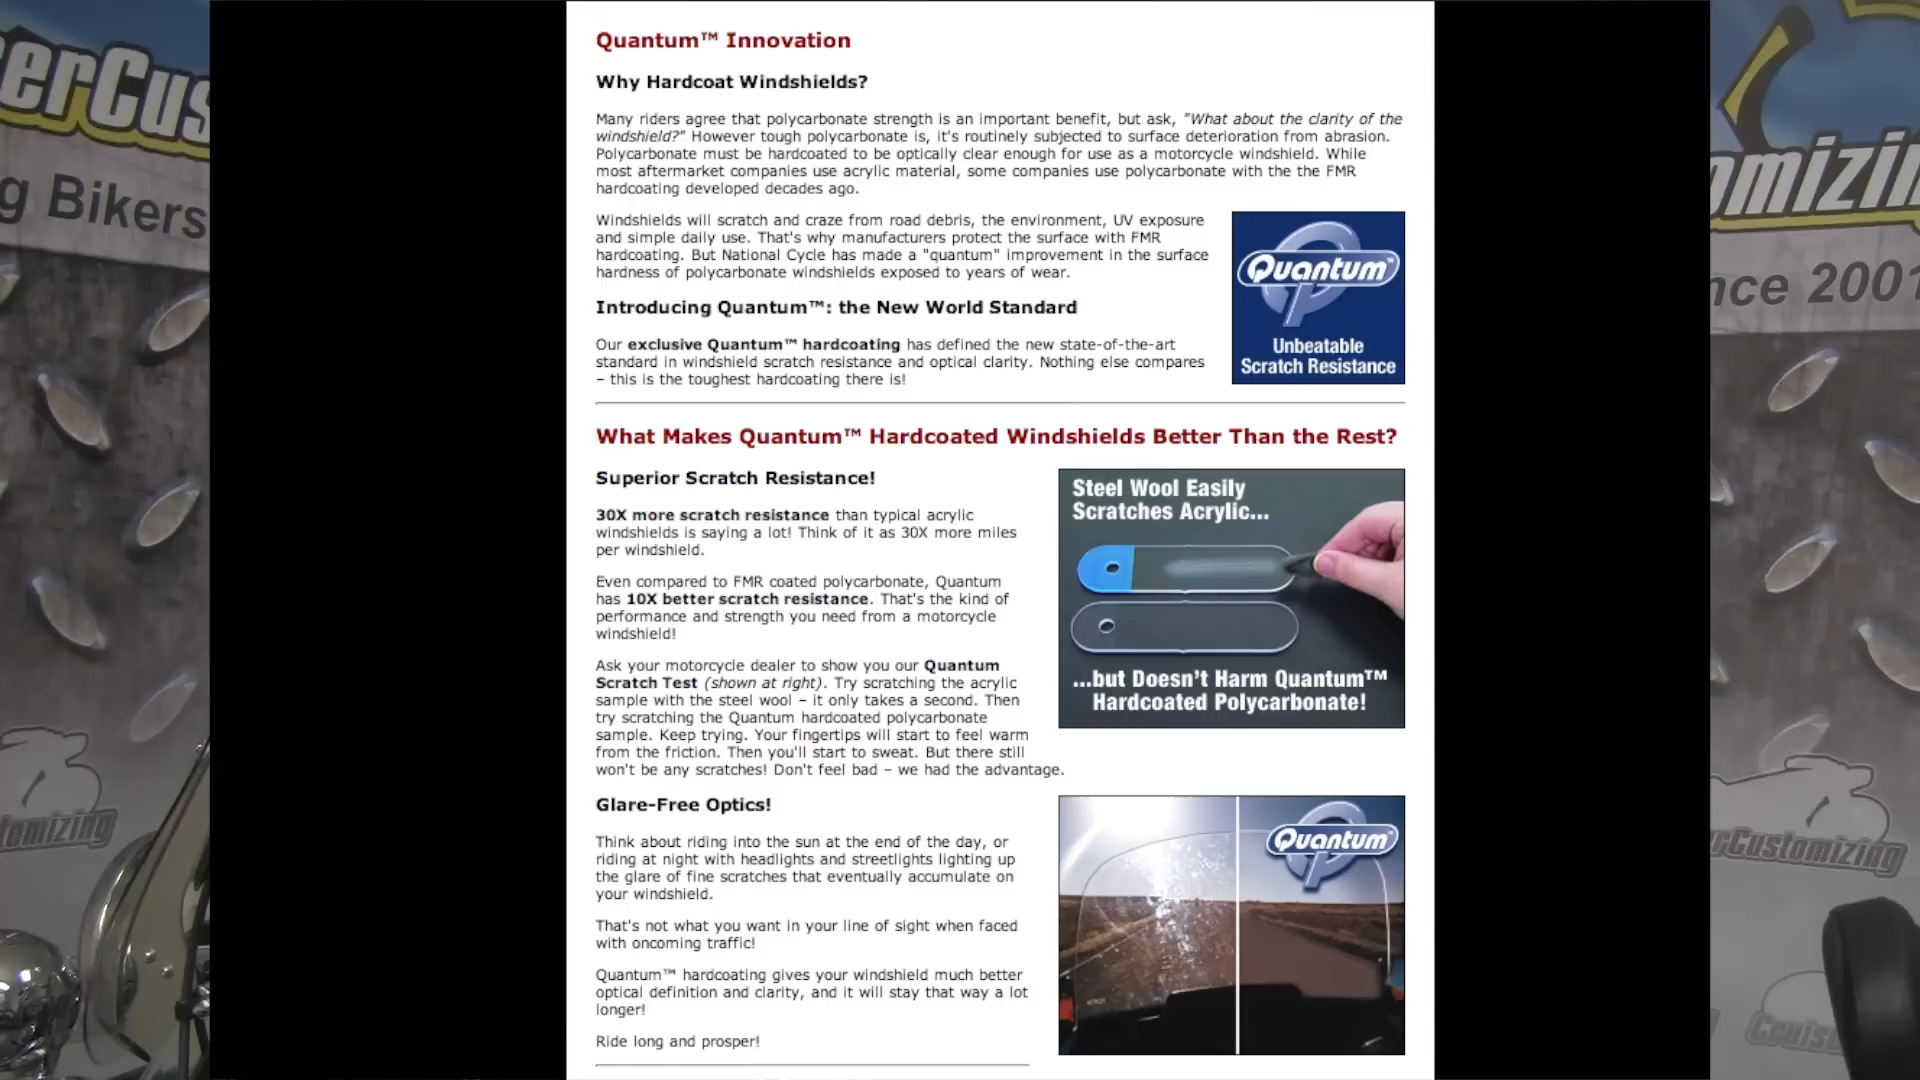 Quantum™ Innovation
Why Hardcoat Windshields?
Many riders agree that polycarbonate strength is an important benefit, but ask, "What about the clarity of the
windshield?" However tough polycarbonate is, it's routinely subjected to surface deterioration from abrasion.
Polycarbonate must be hardcoated to be optically clear enough for use as a motorcycle windshield. While
most aftermarket companies use acrylic material, some companies use polycarbonate with the the FMR
hardcoating developed decades ago.
Windshields will scratch and craze from road debris, the environment, UV exposure
and simple daily use. That's why manufacturers protect the surface with FMR
hardcoating. But National Cycle has made a "quantum" improvement in the surface
hardness of polycarbonate windshields exposed to years of wear.
Quantum™
Unbeatable
Scratch Resistance
Introducing Quantum™: the New World Standard
Our exclusive Quantum™ hardcoating has defined the new state-of-the-art
standard in windshield scratch resistance and optical clarity. Nothing else compares
– this is the toughest hardcoating there is!
What Makes Quantum™ Hardcoated Windshields Better Than the Rest?
Superior Scratch Resistance!
30X more scratch resistance than typical acrylic
windshields is saying a lot! Think of it as 30X more miles
per windshield.
Even compared to FMR coated polycarbonate, Quantum
has 10X better scratch resistance. That's the kind of
performance and strength you need from a motorcycle
windshield!
Ask your motorcycle dealer to show you our Quantum
Scratch Test (shown at right). Try scratching the acrylic
sample with the steel wool – it only takes a second. Then
try scratching the Quantum hardcoated polycarbonate
sample. Keep trying. Your fingertips will start to feel warm
from the friction. Then you'll start to sweat. But there still
won't be any scratches! Don't feel bad – we had the advantage.
Steel Wool Easily
Scratches Acrylic...
...but Doesn't Harm Quantum™
Hardcoated Polycarbonate!
Glare-Free Optics!
Think about riding into the sun at the end of the day, or
riding at night with headlights and streetlights lighting up
the glare of fine scratches that eventually accumulate on
your windshield.
That's not what you want in your line of sight when faced
with oncoming traffic!
Quantum™ hardcoating gives your windshield much better
optical definition and clarity, and it will stay that way a lot
longer!
Ride long and prosper!
Quantum™
erCus
g Bikers
omizin
nce 2001
tomizing
rCustomizing